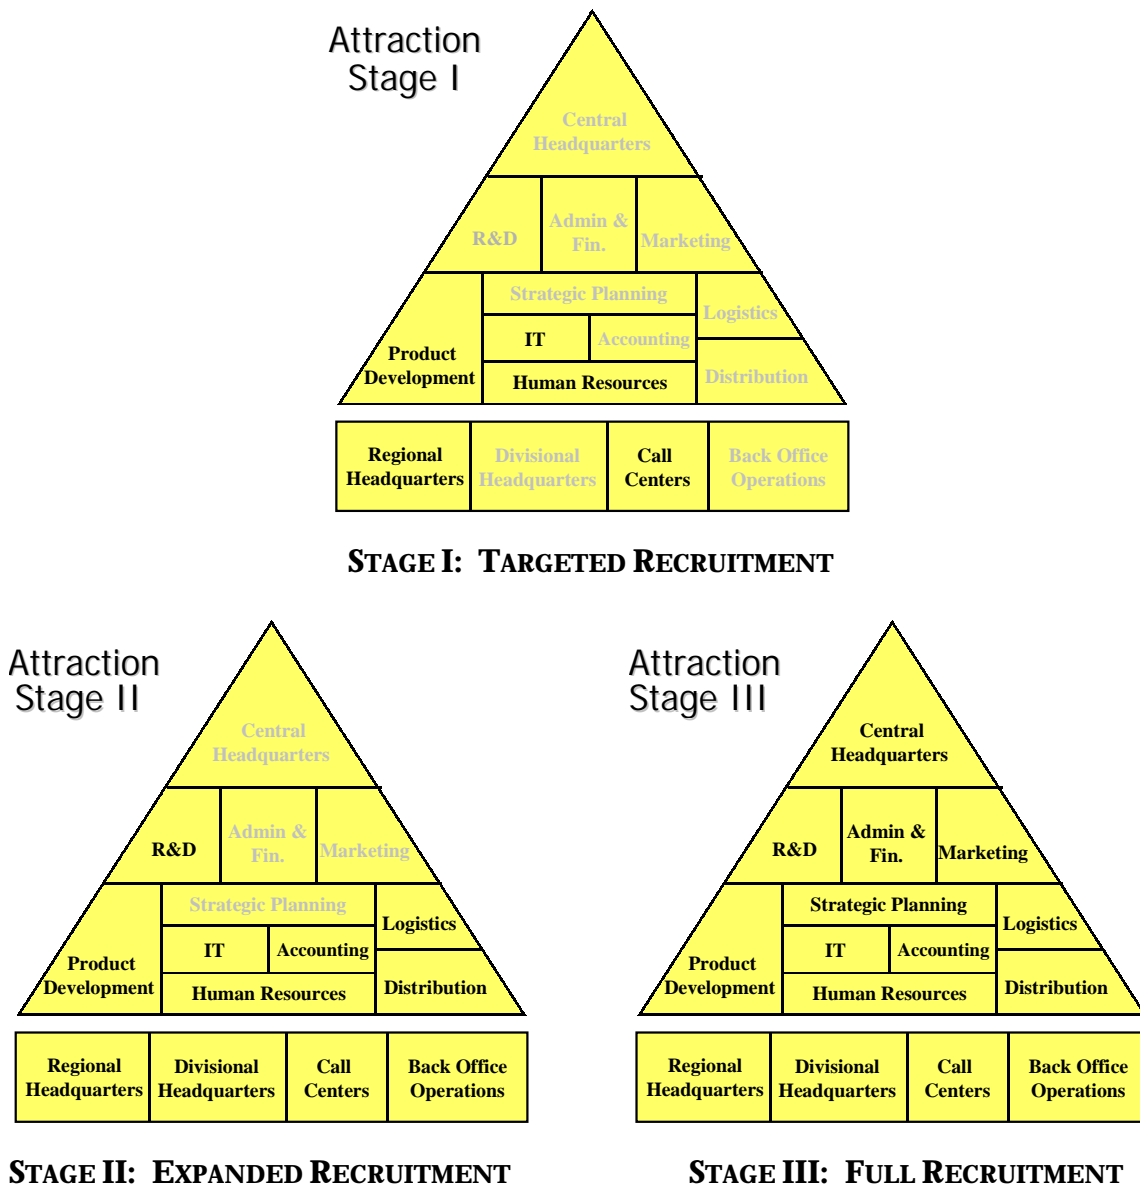 Attraction
Stage I
Central
Headquarters
R&D
Admin &
Fin.
Marketing
Strategic Planning
Logistics
IT
Accounting
Product
Development
Human Resources
Distribution
Regional
Headquarters
Divisional
Headquarters
Call
Centers
Back Office
Operations
STAGE I: TARGETED RECRUITMENT
Attraction
Stage II
Central
Headquarters
R&D
Admin &
Fin.
Marketing
Strategic Planning
Logistics
IT
Accounting
Product
Development
Human Resources
Distribution
Regional
Headquarters
Divisional
Headquarters
Call
Centers
Back Office
Operations
STAGE II: EXPANDED RECRUITMENT
Attraction
Stage III
Central
Headquarters
R&D
Admin &
Fin.
Marketing
Strategic Planning
Logistics
IT
Accounting
Product
Development
Human Resources
Distribution
Regional
Headquarters
Divisional
Headquarters
Call
Centers
Back Office
Operations
STAGE III: FULL RECRUITMENT